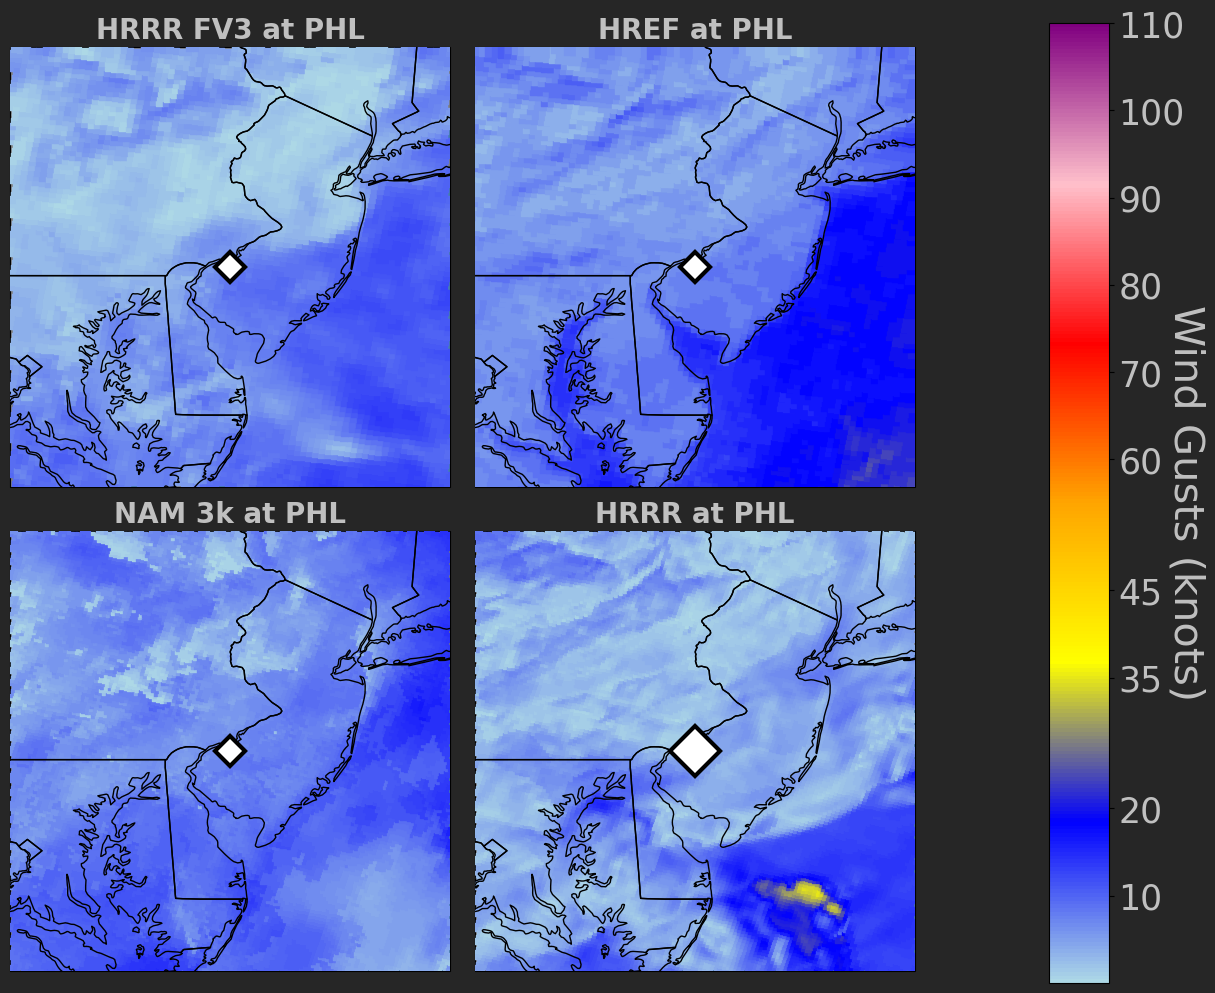 HRRR FV3 at PHL
HREF at PHL
NAM 3k at PHL
HRRR at PHL
110
100
90
80
70
60
45
35
20
10
Wind Gusts (knots)